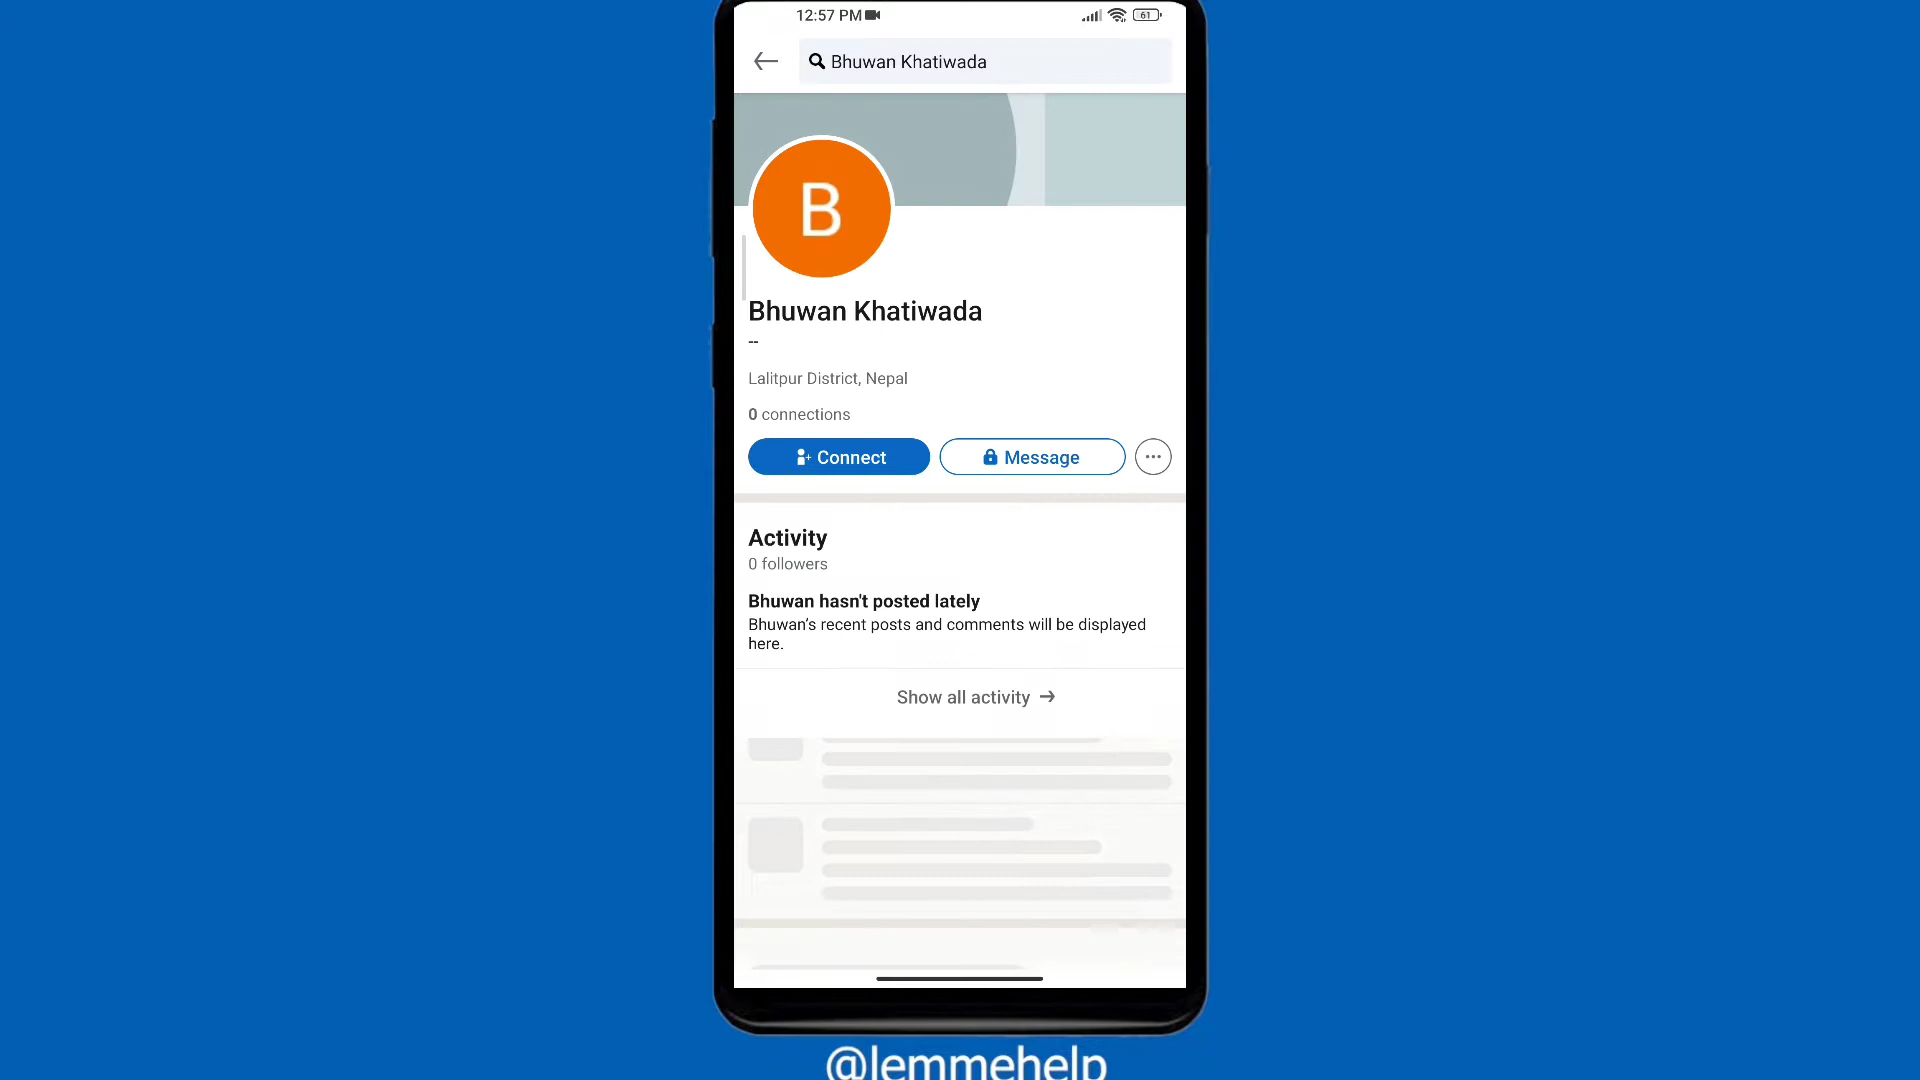 12:57 PM
61
Bhuwan Khatiwada
B
Bhuwan Khatiwada
--
Lalitpur District, Nepal
0 connections
Connect
Message
Activity
0 followers
Bhuwan hasn't posted lately
Bhuwan's recent posts and comments will be displayed
here.
Show all activity →
@lemmehelp